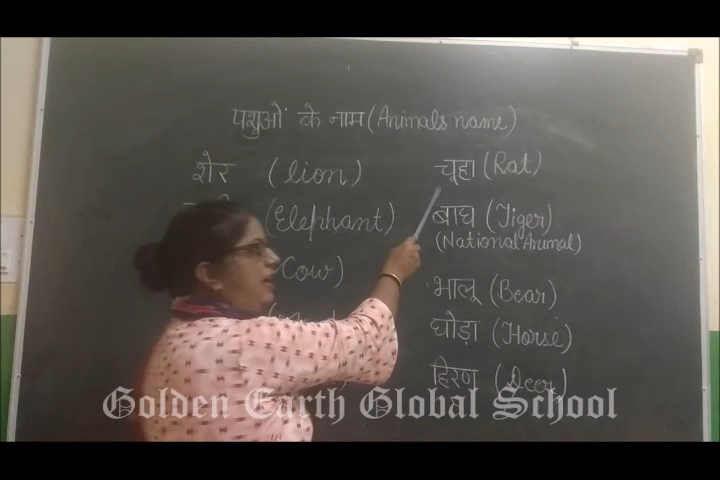 पशुओं के नाम (Animals name)
शेर (lion)
(Elephant)
Cow)
चूहा (Rat)
बाघ (Tiger)
(National Animal)
भालू (Bear)
घोड़ा (Horse)
हिरण (Deer)
Golden Earth Global School